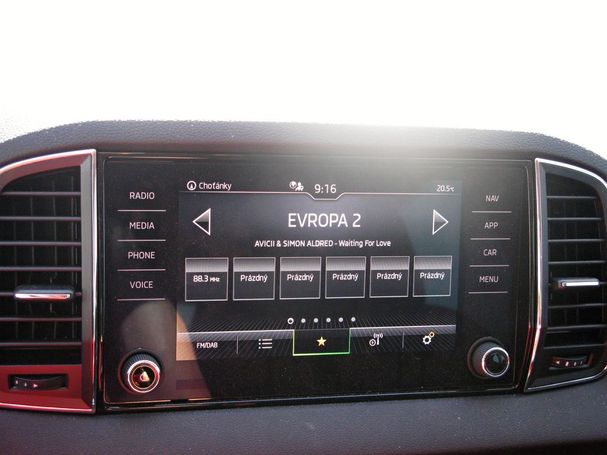 Chořánky 9:16 20.5°C
RADIO
MEDIA
PHONE
VOICE
EVROPA 2
AVICII & SIMON ALDRED - Waiting For Love
88.3 MHz Prázdný Prázdný Prázdný Prázdný Prázdný
FM/DAB
NAV
APP
CAR
MENU